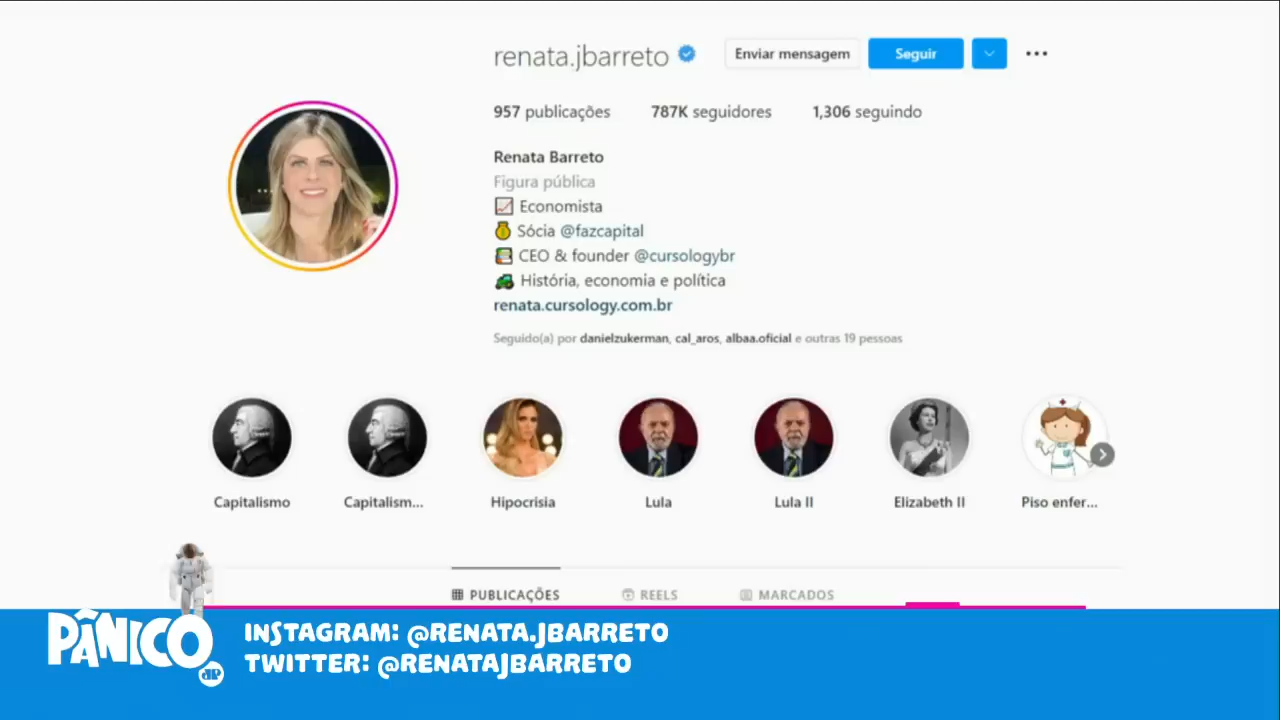 renata.jbarreto
Enviar mensagem
Seguir
957 publicações 787K seguidores 1,306 seguindo
Renata Barreto
Figura pública
Economista
Sócia @fazcapital
CEO & founder @cursologybr
História, economia e política
renata.cursology.com.br
Seguido(a) por danielzukerman, cal_aros, albaa.oficial e outras 19 pessoas
Capitalismo Capitalism... Hipocrisia Lula Lula II Elizabeth II Piso enfer...
PUBLICAÇÕES REELS MARCADOS
PÂNICO
JP
INSTAGRAM: @RENATA.JBARRETO
TWITTER: @RENATAJBARRETO